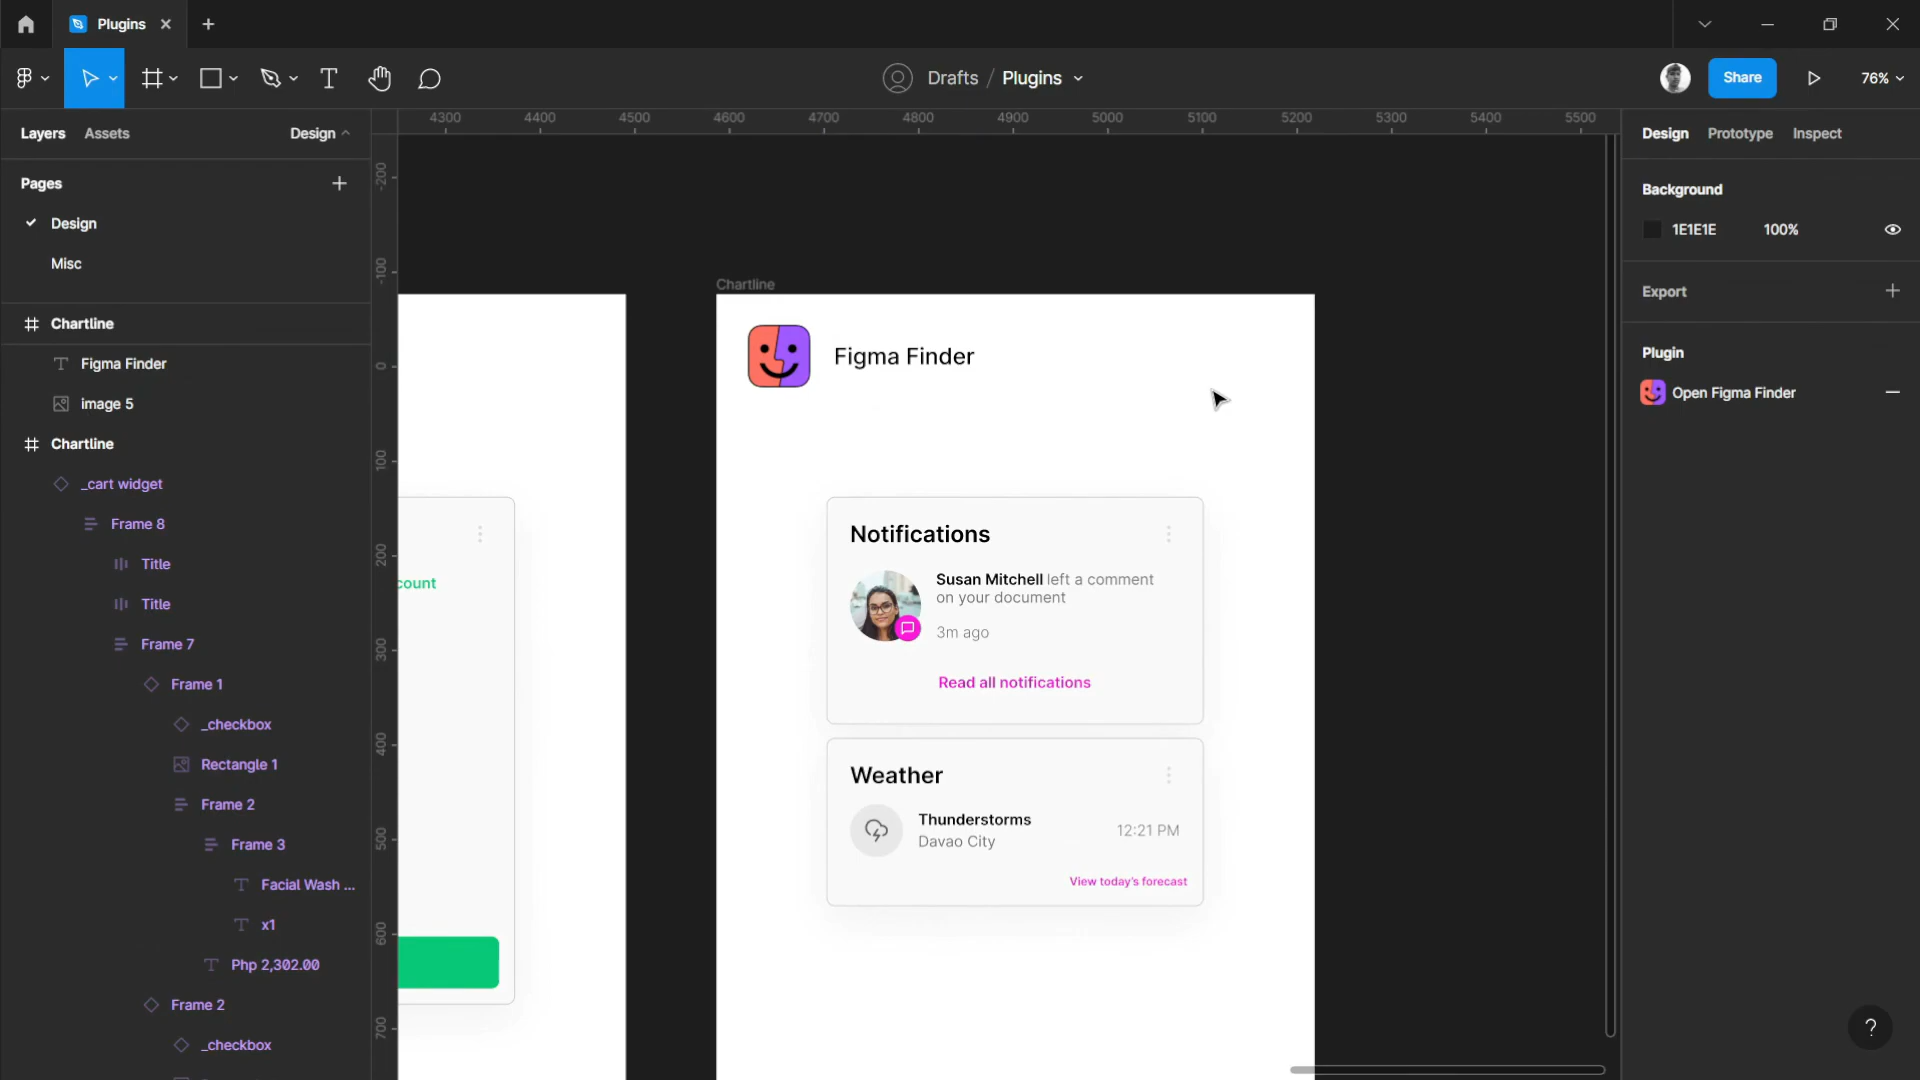 Plugins
Drafts / Plugins
Share
76%
Layers
Assets
Design
4300 4400 4500 4600 4700 4800 4900 5000 5100 5200 5300 5400 5500
Design
Prototype
Inspect
Pages
Design
Misc
Chartline
Figma Finder
image 5
Chartline
_cart widget
Frame 8
Title
Title
Frame 7
Frame 1
_checkbox
Rectangle 1
Frame 2
Frame 3
Facial Wash ...
x1
Php 2,302.00
Frame 2
_checkbox
-200
-100
0
100
200
300
400
500
600
700
count
Chartline
Figma Finder
Notifications
Susan Mitchell left a comment
on your document
3m ago
Read all notifications
Weather
Thunderstorms
Davao City
12:21 PM
View today's forecast
Background
1E1E1E
100%
Export
Plugin
Open Figma Finder
?